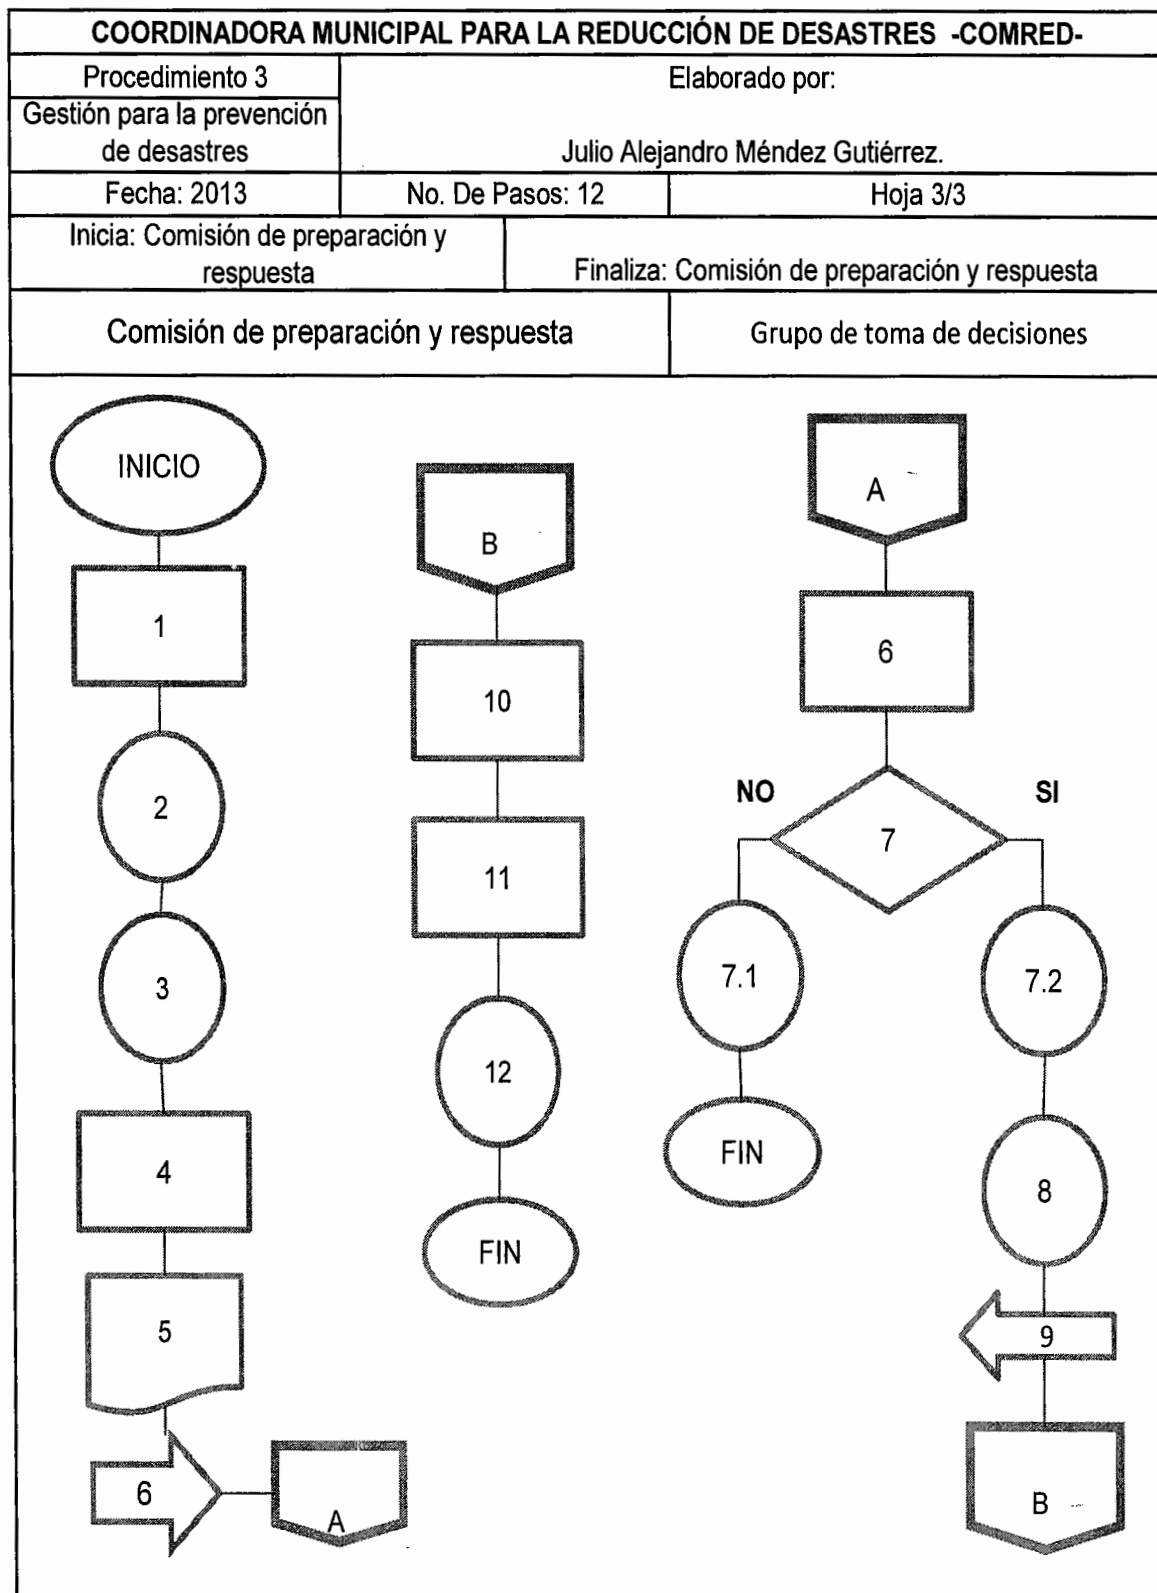 COORDINADORA MUNICIPAL PARA LA REDUCCIÓN DE DESASTRES -COMRED-
Procedimiento 3
Gestión para la prevención
de desastres
Elaborado por:
Julio Alejandro Méndez Gutiérrez.
Fecha: 2013
No. De Pasos: 12
Hoja 3/3
Inicia: Comisión de preparación y
respuesta
Finaliza: Comisión de preparación y respuesta
Comisión de preparación y respuesta
Grupo de toma de decisiones
INICIO
1
2
3
4
5
6
A
B
10
11
12
FIN
A
6
7
NO
SI
7.1
FIN
7.2
8
9
B